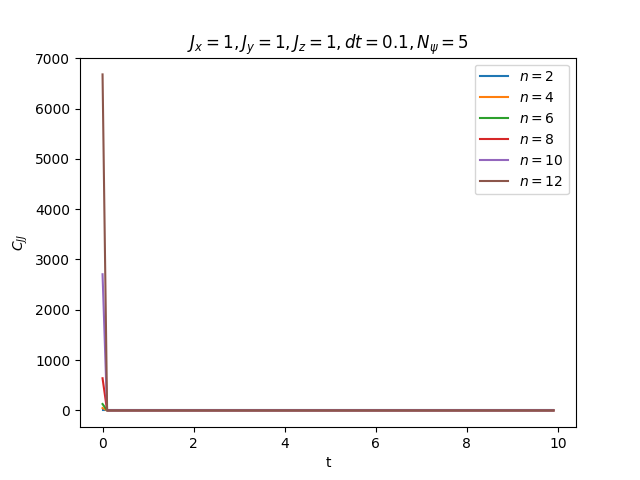 J_x = 1, J_y = 1, J_z = 1, dt = 0.1, N_ψ = 5
7000
6000
5000
4000
3000
2000
1000
0
C_JJ
0 2 4 6 8 10
t
n = 2
n = 4
n = 6
n = 8
n = 10
n = 12